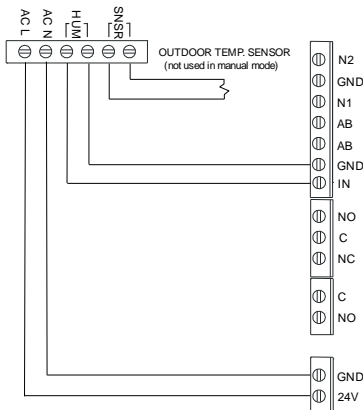 AC L
AC N
HUM
SNSR
OUTDOOR TEMP. SENSOR
(not used in manual mode)
N2
GND
N1
AB
AB
GND
IN
NO
C
NC
C
NO
GND
24V